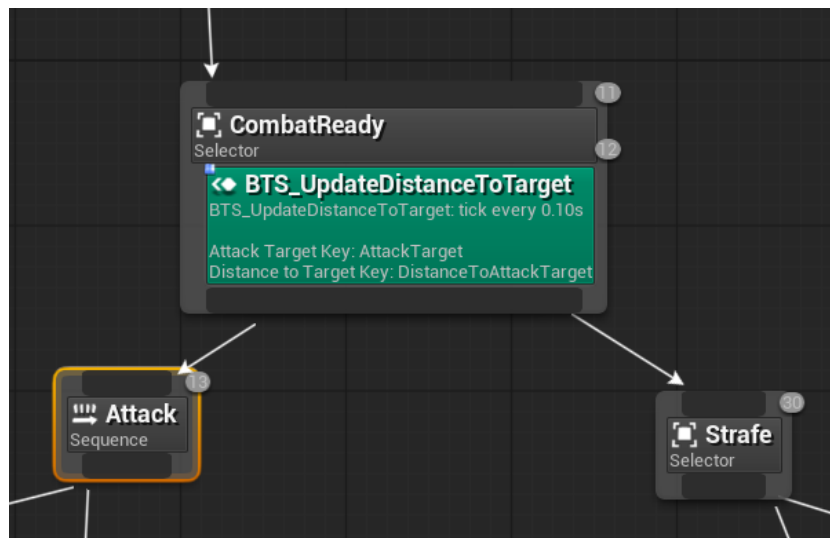 11
CombatReady
Selector
12
BTS_UpdateDistanceToTarget
BTS_UpdateDistanceToTarget: tick every 0.10s
Attack Target Key: AttackTarget
Distance to Target Key: DistanceToAttackTarget
13
Attack
Sequence
30
Strafe
Selector